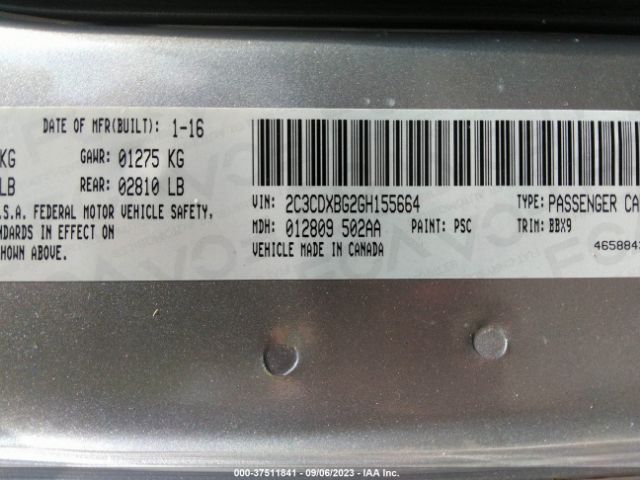 DATE OF MFR(BUILT): 1-16
KG GAWR: 01275 KG
LB REAR: 02810 LB
.S.A. FEDERAL MOTOR VEHICLE SAFETY,
NDARDS IN EFFECT ON
SHOWN ABOVE.
VIN: 2C3CDXBG2GH155664 TYPE: PASSENGER CA
MDH: 012809 502AA PAINT: PSC TRIM: BBX9
VEHICLE MADE IN CANADA
465884
000-37511841 - 09/06/2023 - IAA Inc.